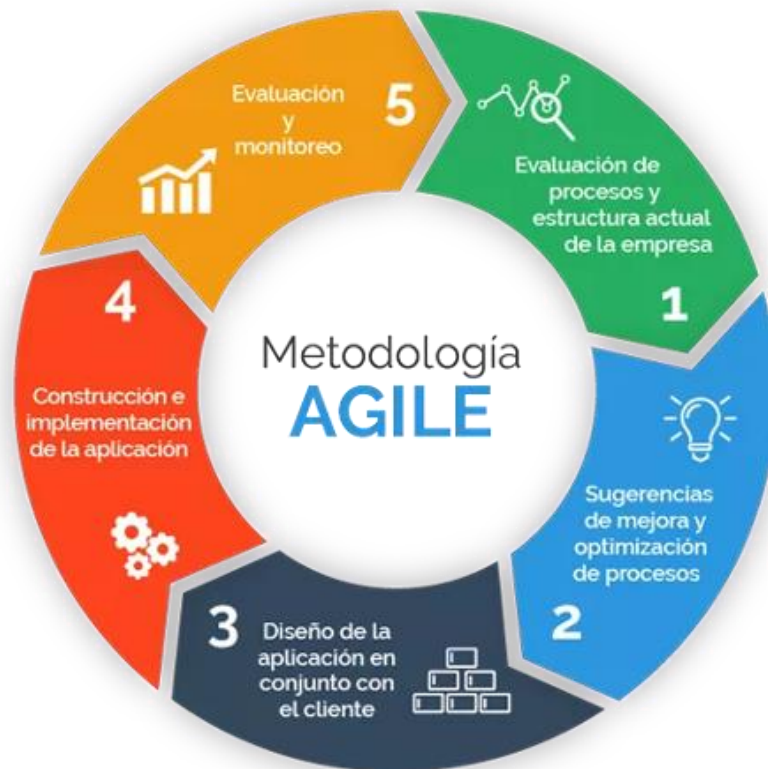 Metodología
AGILE
Evaluación de
procesos y
estructura actual
de la empresa
1
Sugerencias
de mejora y
optimización
de procesos
2
3
Diseño de la
aplicación en
conjunto con
el cliente
4
Construcción e
implementación
de la aplicación
Evaluación
y
monitoreo
5